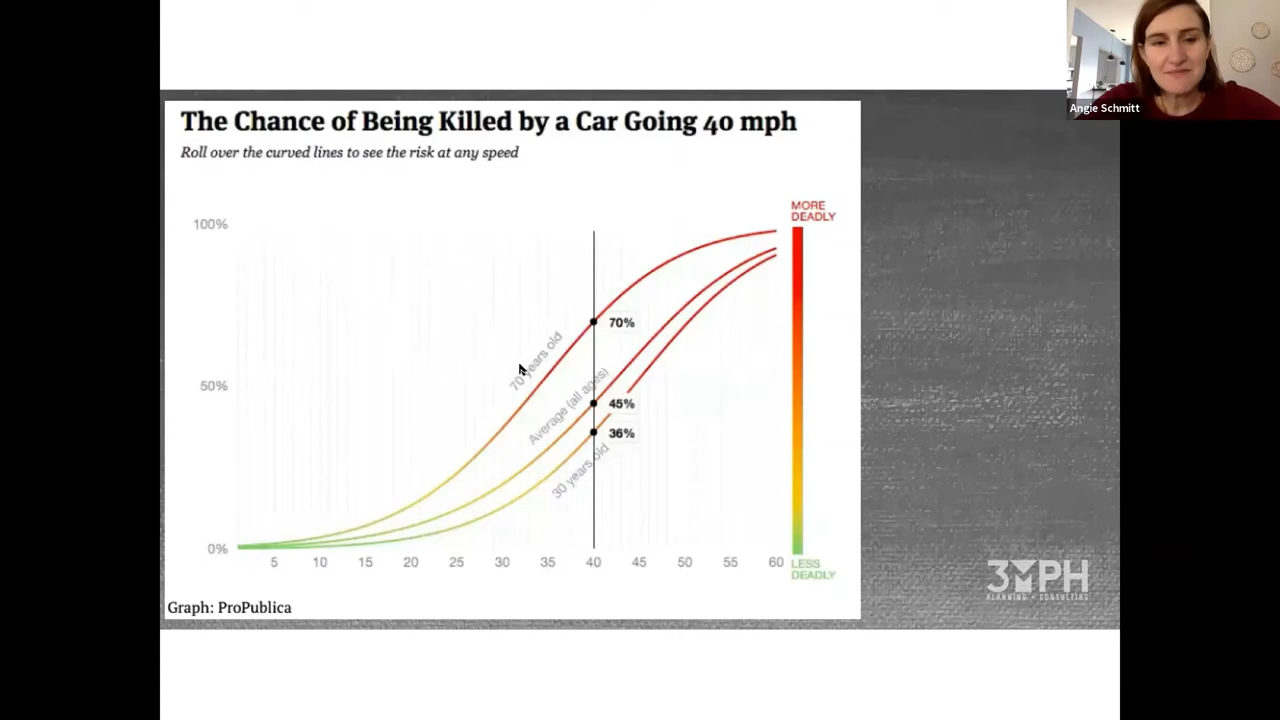 Angie Schmitt
The Chance of Being Killed by a Car Going 40 mph
Roll over the curved lines to see the risk at any speed
MORE
DEADLY
100%
70%
70 years old
50%
Average (all ages)
45%
36%
30 years old
0%
5 10 15 20 25 30 35 40 45 50 55 60
LESS
DEADLY
3MPH
PLANNING + CONSULTING
Graph: ProPublica